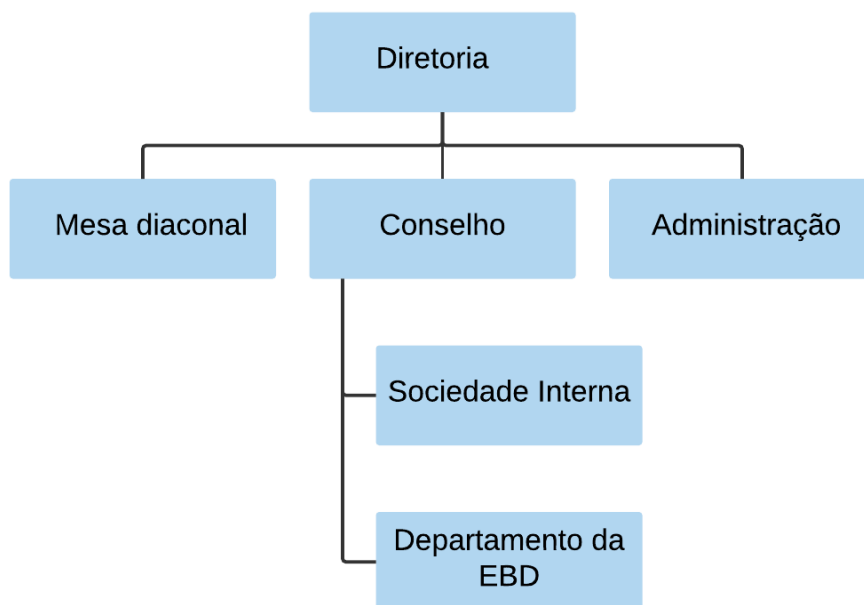 Diretoria
Mesa diaconal
Conselho
Administração
Sociedade Interna
Departamento da
EBD